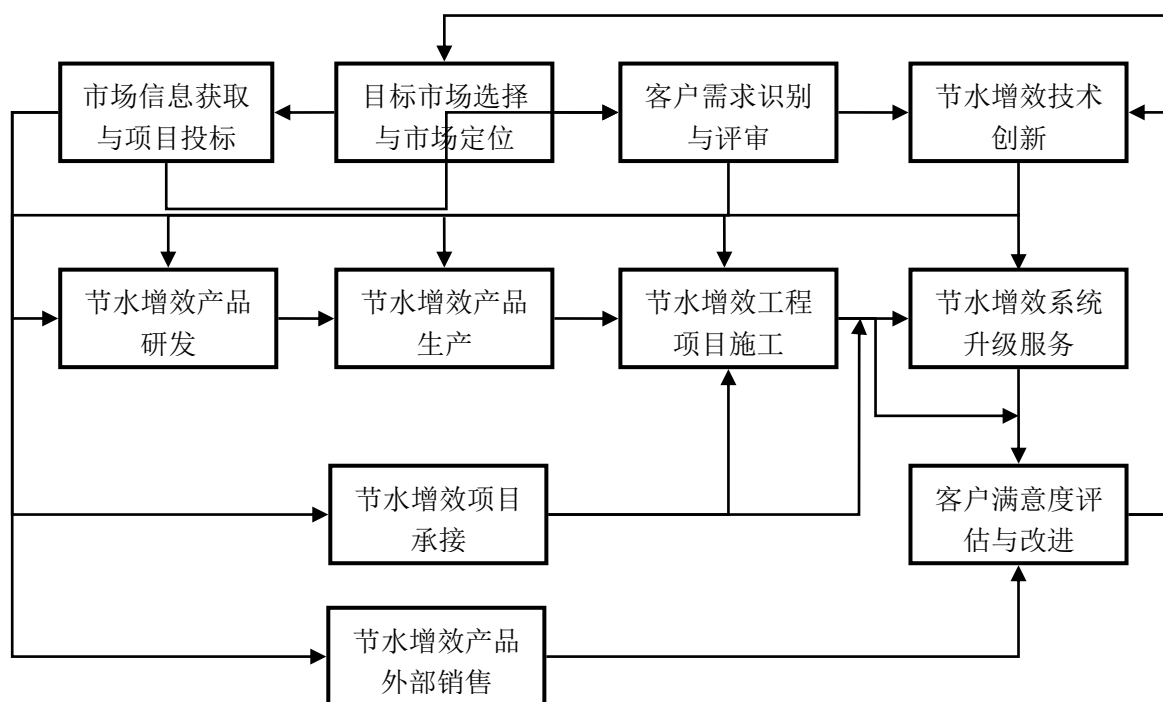 市场信息获取
与项目投标
目标市场选择
与市场定位
客户需求识别
与评审
节水增效技术
创新
节水增效产品
研发
节水增效产品
生产
节水增效工程
项目施工
节水增效系统
升级服务
节水增效项目
承接
客户满意度评
估与改进
节水增效产品
外部销售